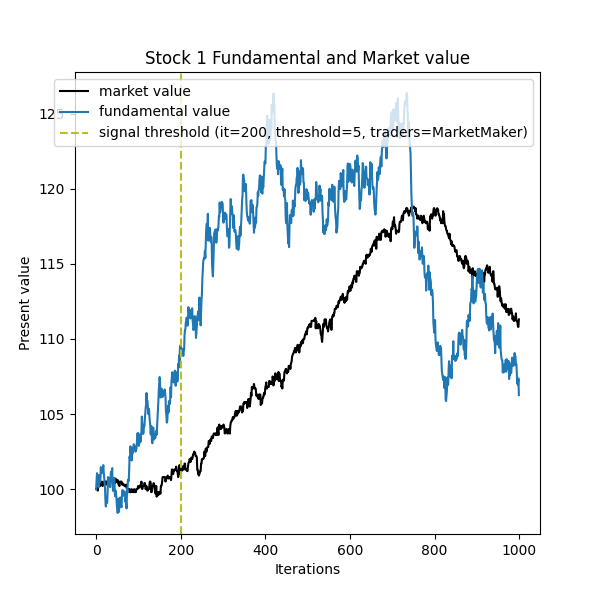 Stock 1 Fundamental and Market value
market value
fundamental value
signal threshold (it=200, threshold=5, traders=MarketMaker)
125
120
115
110
105
100
Present value
0 200 400 600 800 1000
Iterations